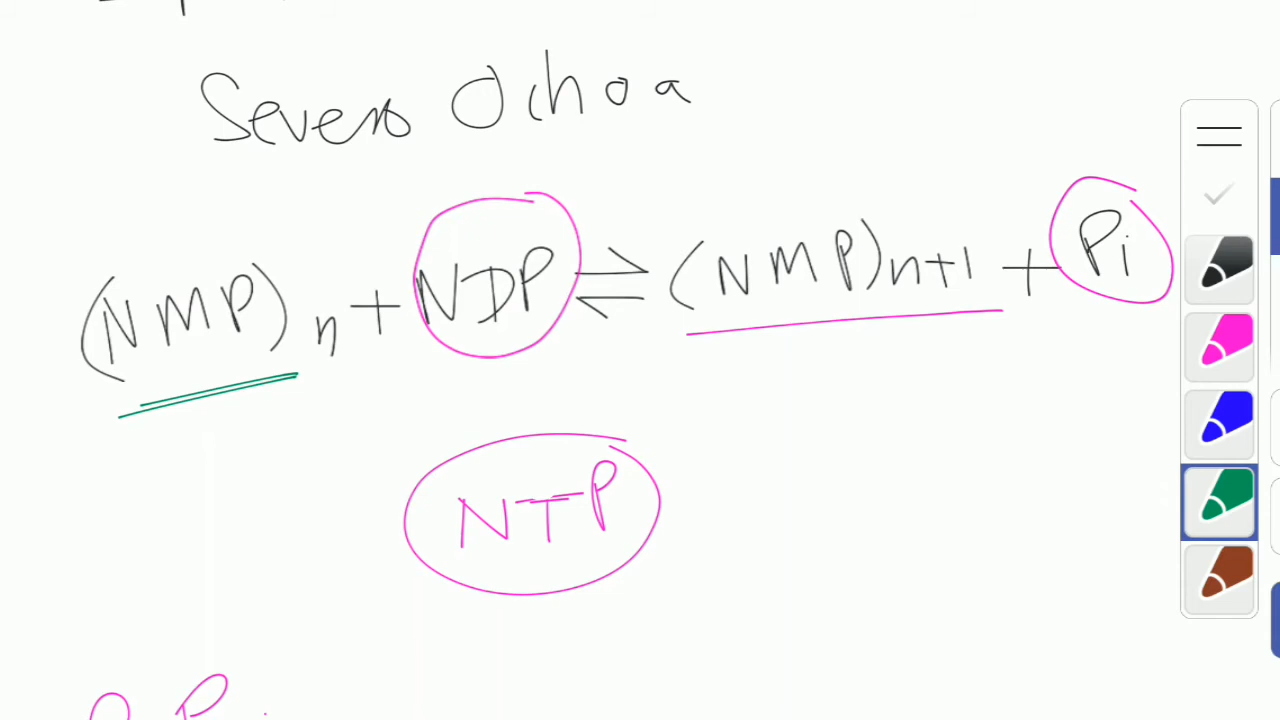 Severo Ochoa
(NMP)n + NDP ⇌ (NMP)n+1 + Pi
NTP